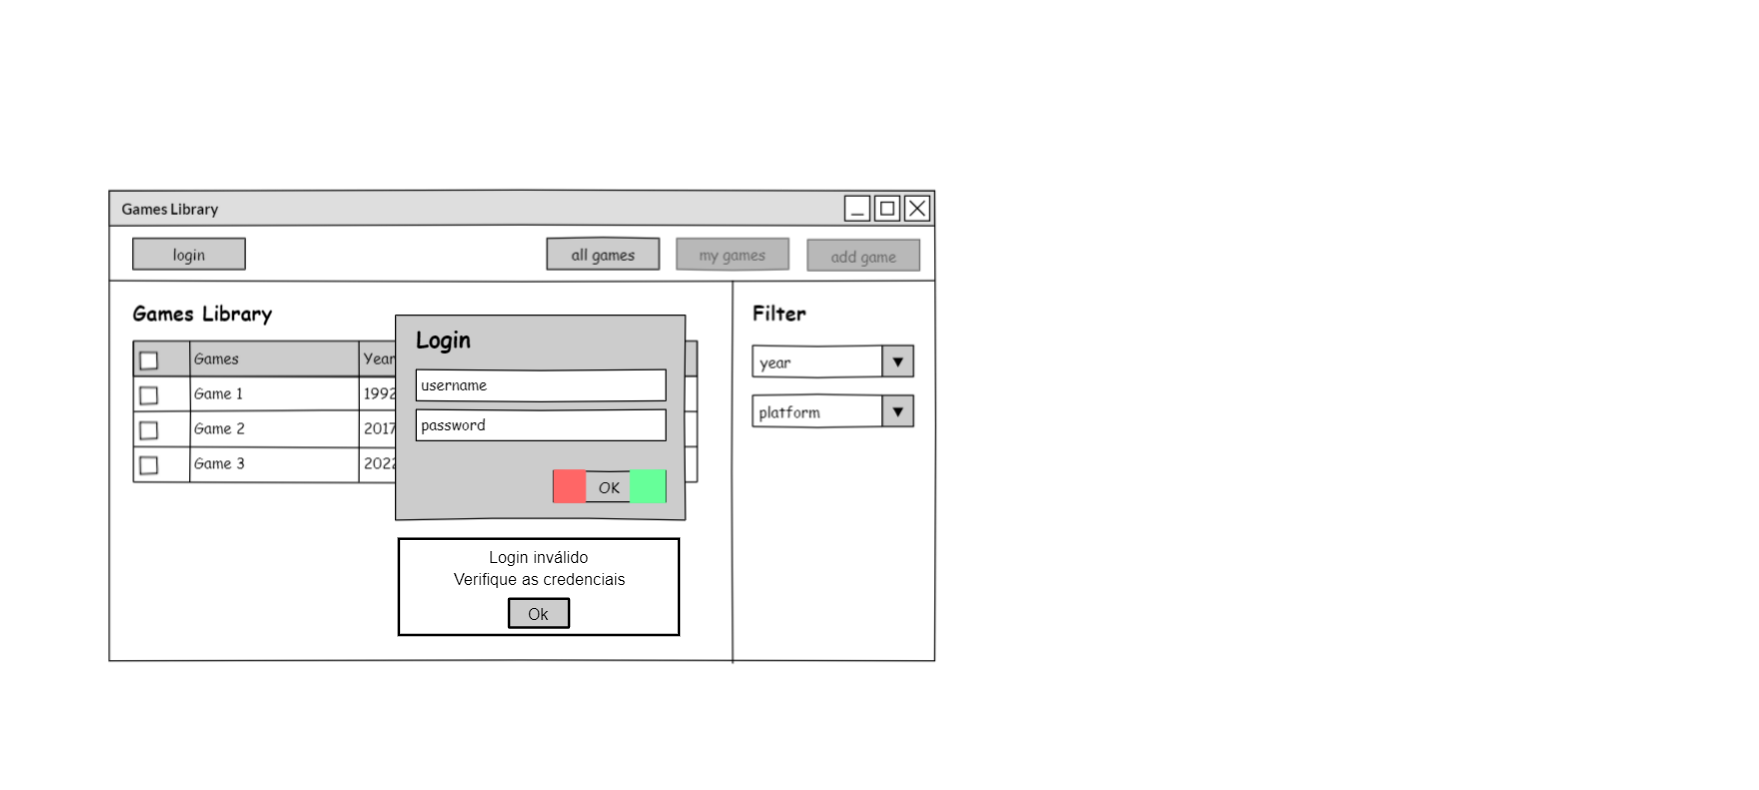 Games Library
login
all games
my games
add game
Games Library
Games
Year
Game 1
1992
Game 2
2017
Game 3
2022
Login
username
password
OK
Login inválido
Verifique as credenciais
Ok
Filter
year
platform